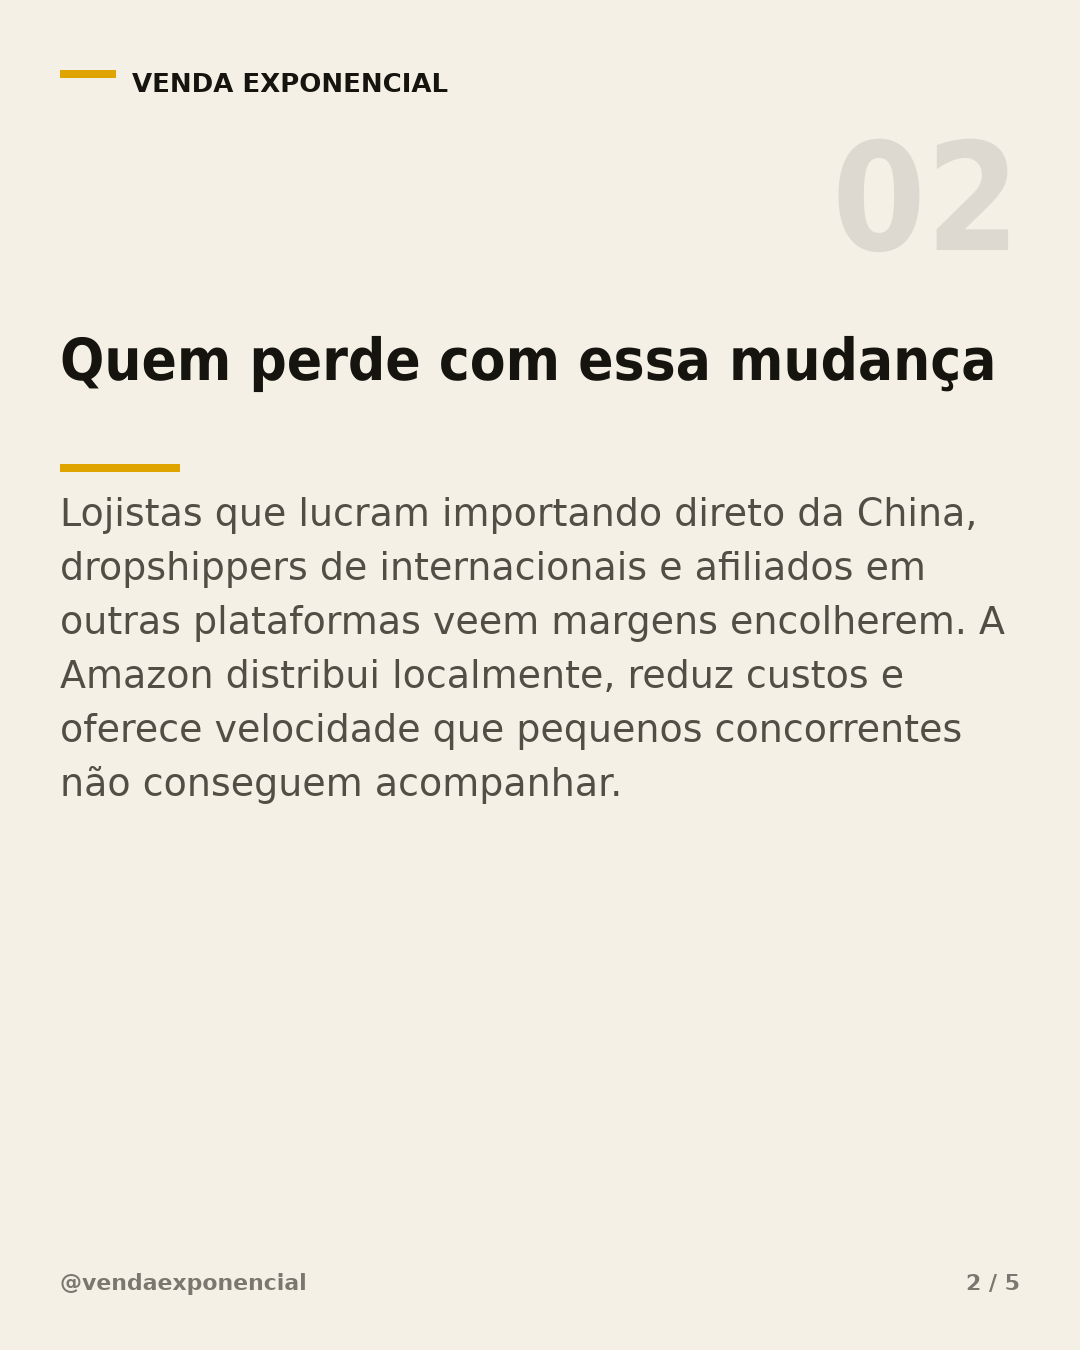 VENDA EXPONENCIAL
02
Quem perde com essa mudança
Lojistas que lucram importando direto da China,
dropshippers de internacionais e afiliados em
outras plataformas veem margens encolherem. A
Amazon distribui localmente, reduz custos e
oferece velocidade que pequenos concorrentes
não conseguem acompanhar.
@vendaexponencial
2 / 5